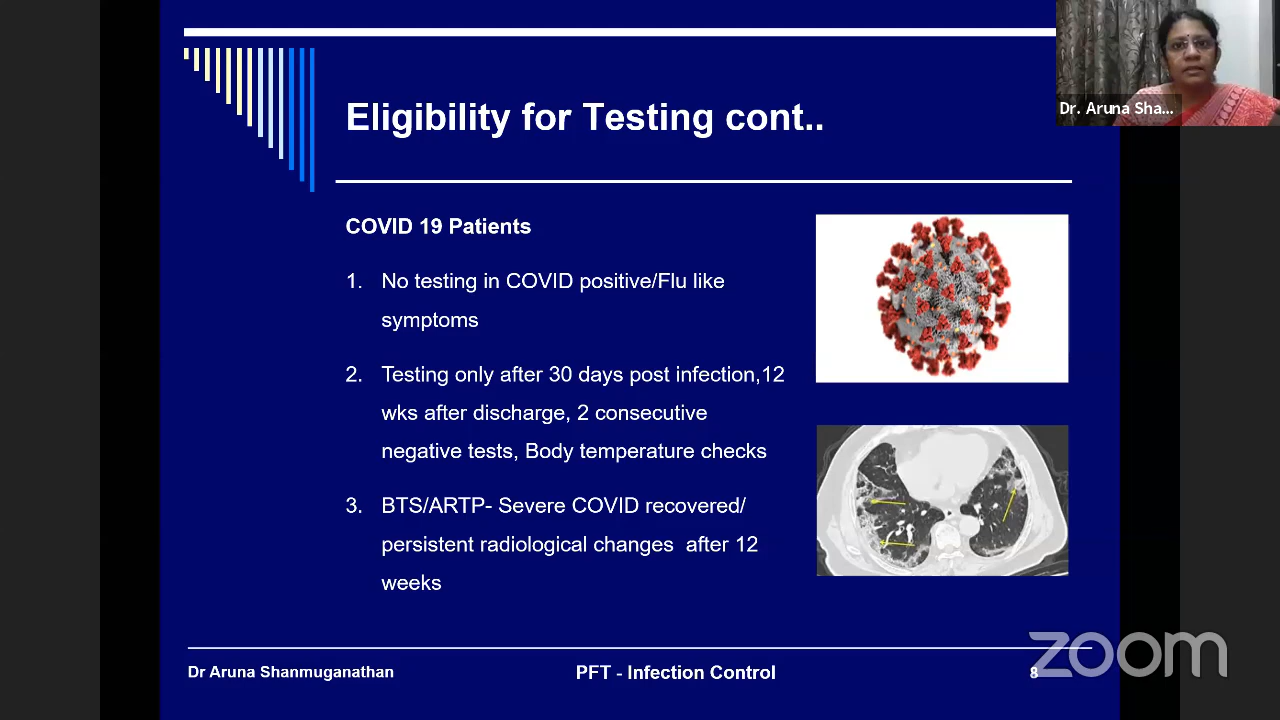 Dr. Aruna Sha...
Eligibility for Testing cont..
COVID 19 Patients
1. No testing in COVID positive/Flu like
symptoms
2. Testing only after 30 days post infection,12
wks after discharge, 2 consecutive
negative tests, Body temperature checks
3. BTS/ARTP- Severe COVID recovered/
persistent radiological changes after 12
weeks
Dr Aruna Shanmuganathan
PFT - Infection Control
8
zoom